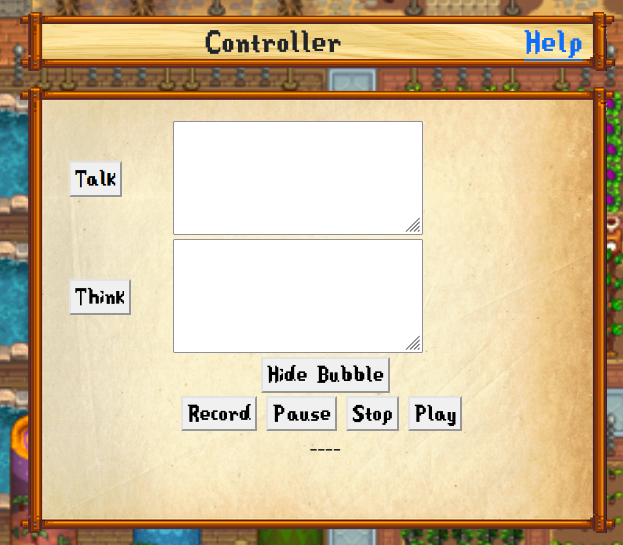 Controller Help
Talk
Think
Hide Bubble
Record Pause Stop Play
----